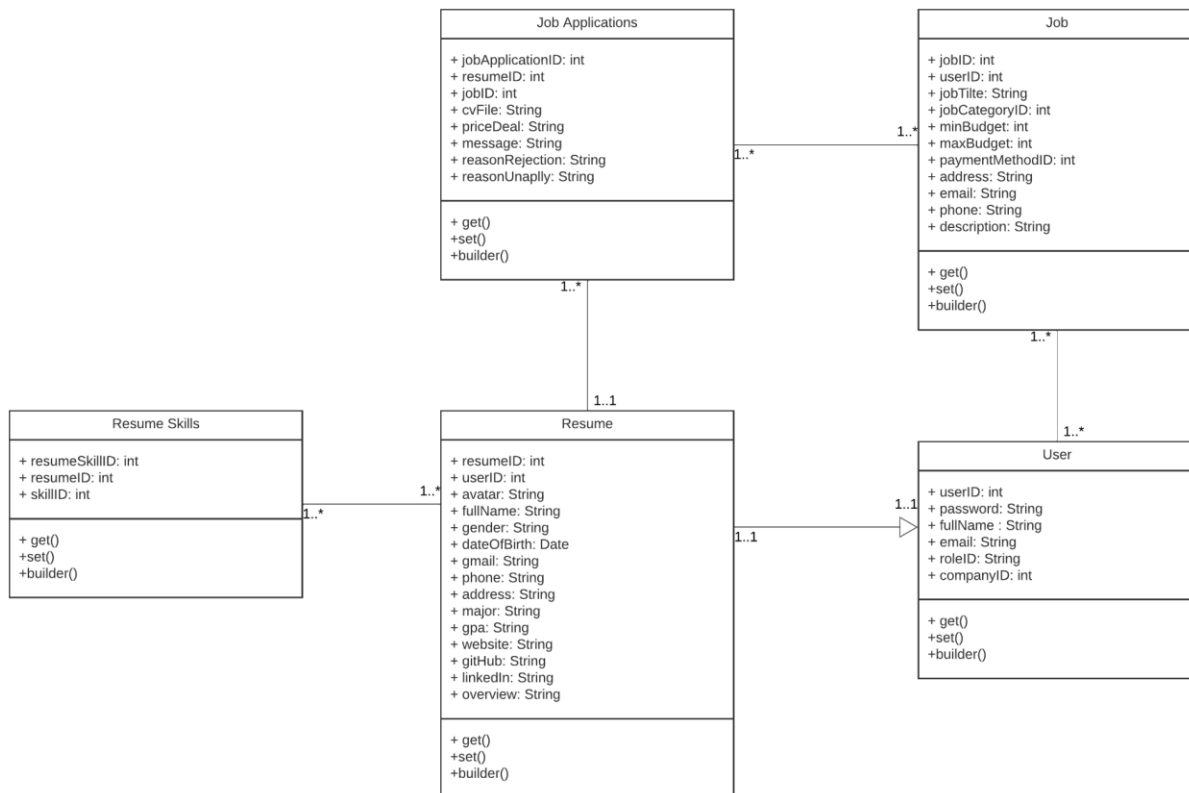 Job Applications
+ jobApplicationID: int
+ resumeID: int
+ jobID: int
+ cvFile: String
+ priceDeal: String
+ message: String
+ reasonRejection: String
+ reasonUnaplly: String
+ get()
+set()
+builder()
1..*
1..*
Job
+ jobID: int
+ userID: int
+ jobTilte: String
+ jobCategoryID: int
+ minBudget: int
+ maxBudget: int
+ paymentMethodID: int
+ address: String
+ email: String
+ phone: String
+ description: String
+ get()
+set()
+builder()
1..*
1..1
1..*
1..*
Resume Skills
+ resumeSkillID: int
+ resumeID: int
+ skillID: int
+ get()
+set()
+builder()
1..*
1..*
Resume
+ resumeID: int
+ userID: int
+ avatar: String
+ fullName: String
+ gender: String
+ dateOfBirth: Date
+ gmail: String
+ phone: String
+ address: String
+ major: String
+ gpa: String
+ website: String
+ gitHub: String
+ linkedIn: String
+ overview: String
+ get()
+set()
+builder()
1..1
1..1
User
+ userID: int
+ password: String
+ fullName : String
+ email: String
+ roleID: String
+ companyID: int
+ get()
+set()
+builder()